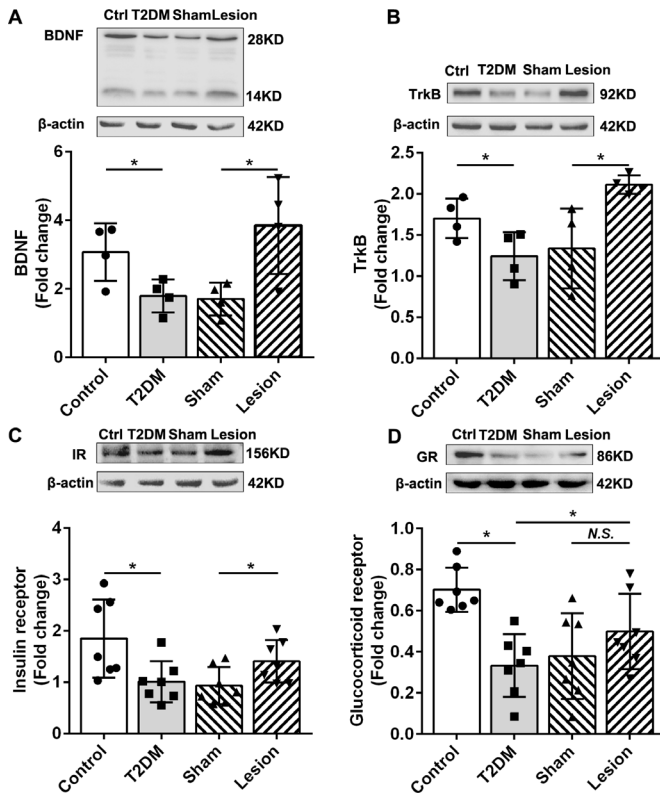 A
Ctrl T2DM ShamLesion
BDNF
28KD
14KD
β-actin
42KD
BDNF
(Fold change)
6
4
2
0
*
*
Control
T2DM
Sham
Lesion
B
Ctrl T2DM Sham Lesion
TrkB
92KD
β-actin
42KD
TrkB
(Fold change)
2.5
2.0
1.5
1.0
0.5
0.0
*
*
Control
T2DM
Sham
Lesion
C
Ctrl T2DM Sham Lesion
IR
156KD
β-actin
42KD
Insulin receptor
(Fold change)
4
3
2
1
0
*
*
Control
T2DM
Sham
Lesion
D
Ctrl T2DM Sham Lesion
GR
86KD
β-actin
42KD
Glucocorticoid receptor
(Fold change)
1.0
0.8
0.6
0.4
0.2
0.0
*
*
N.S.
Control
T2DM
Sham
Lesion